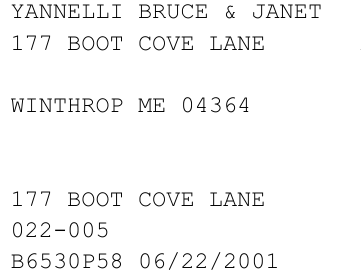 YANNELLI BRUCE & JANET
177 BOOT COVE LANE
WINTHROP ME 04364
177 BOOT COVE LANE
022-005
B6530P58 06/22/2001